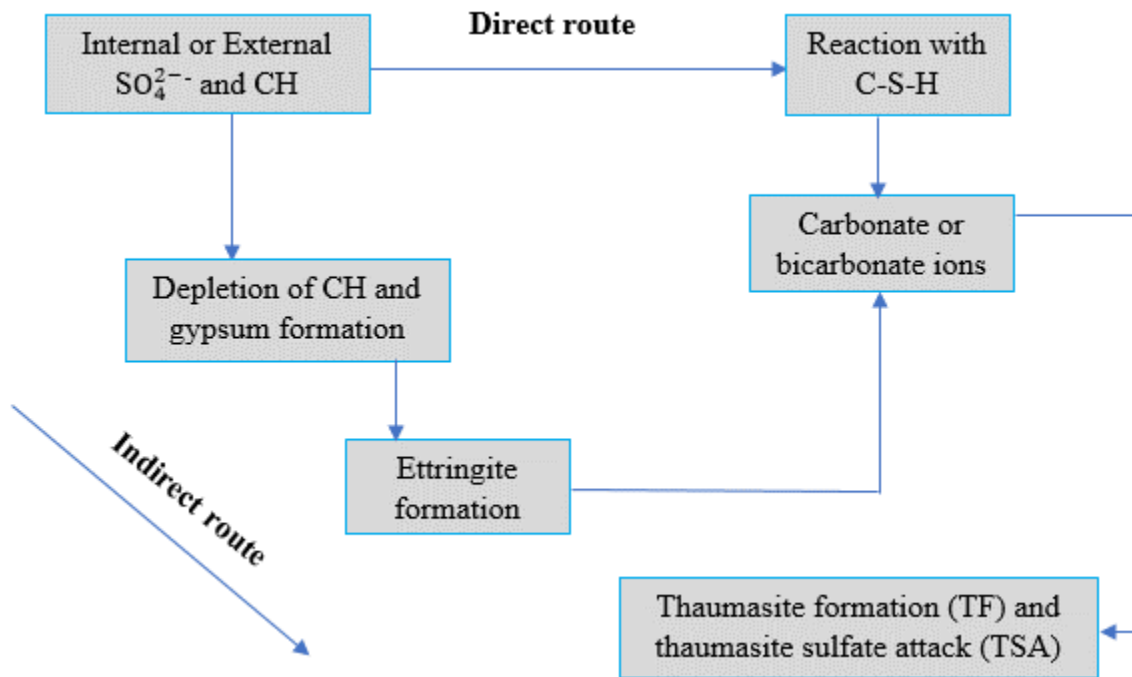 Direct route
Internal or External
SO₄²⁻· and CH
Reaction with
C-S-H
Carbonate or
bicarbonate ions
Depletion of CH and
gypsum formation
Ettringite
formation
Indirect route
Thaumasite formation (TF) and
thaumasite sulfate attack (TSA)